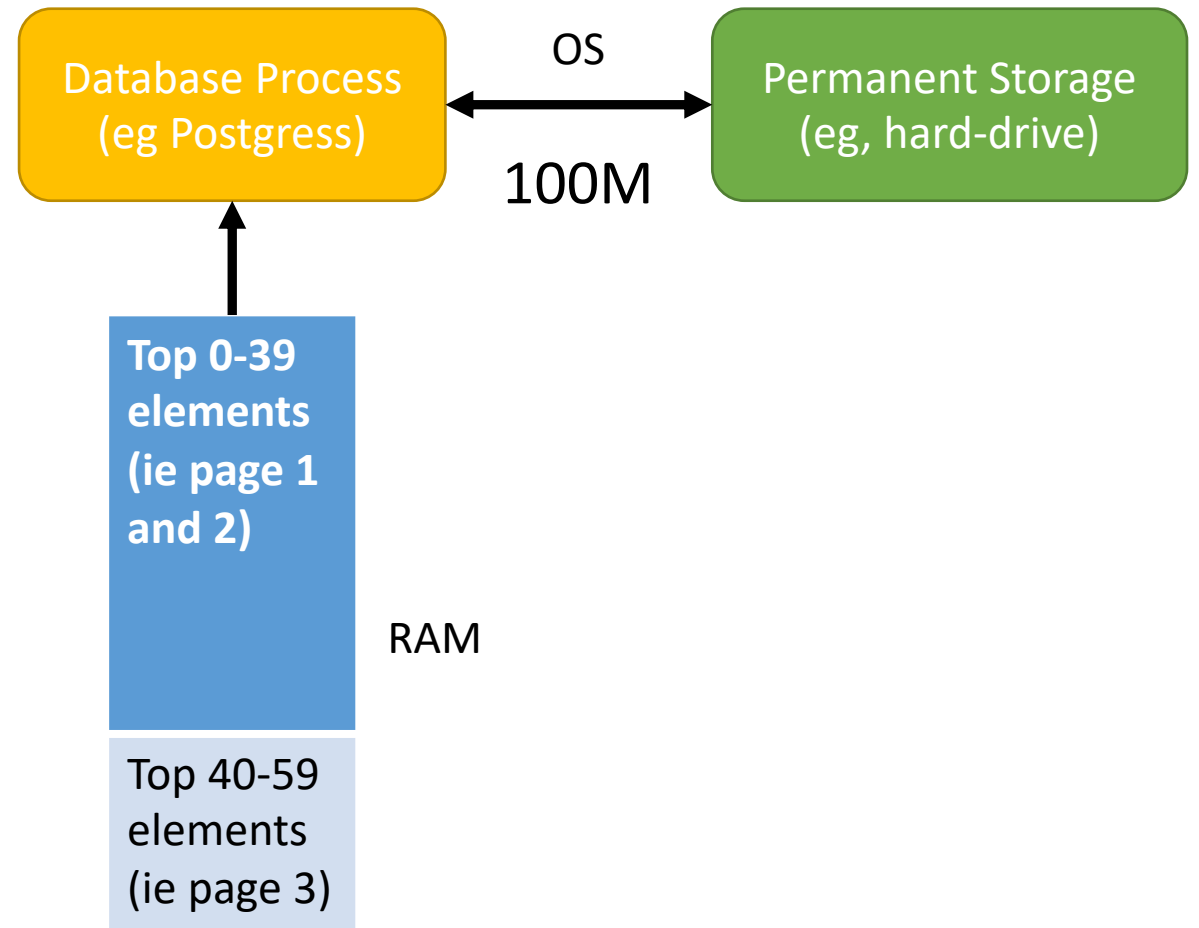 Database Process
(eg Postgress)
OS
100M
Permanent Storage
(eg, hard-drive)
Top 0-39
elements
(ie page 1
and 2)
RAM
Top 40-59
elements
(ie page 3)